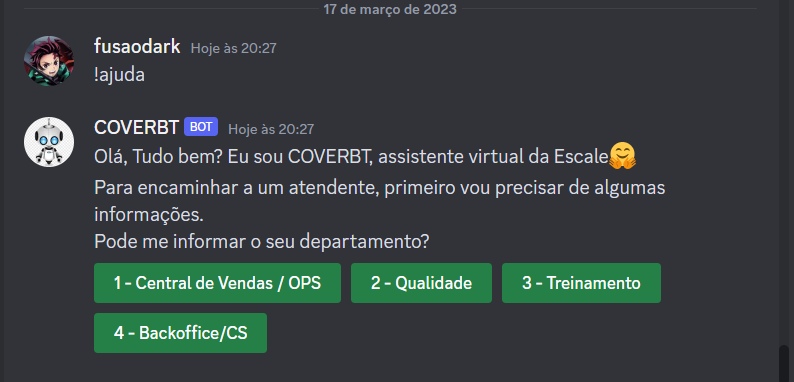 17 de março de 2023
fusaodark Hoje às 20:27
!ajuda
COVERBT BOT Hoje às 20:27
Olá, Tudo bem? Eu sou COVERBT, assistente virtual da Escale🤗
Para encaminhar a um atendente, primeiro vou precisar de algumas
informações.
Pode me informar o seu departamento?
1 - Central de Vendas / OPS 2 - Qualidade 3 - Treinamento
4 - Backoffice/CS